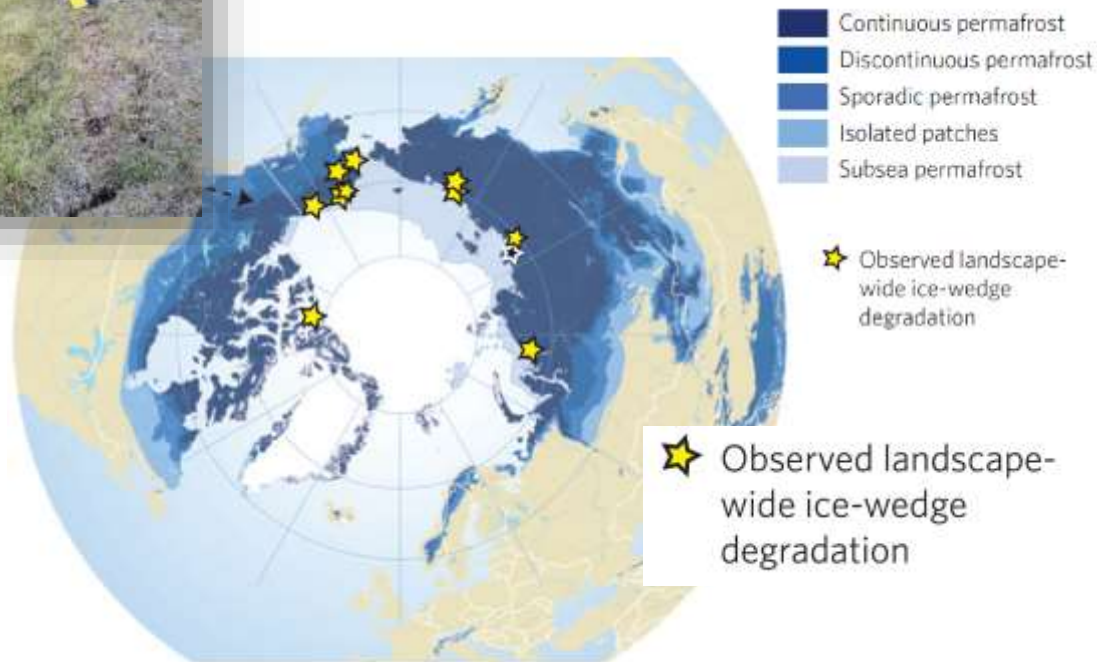 Continuous permafrost
Discontinuous permafrost
Sporadic permafrost
Isolated patches
Subsea permafrost
Observed landscape-
wide ice-wedge
degradation
Observed landscape-
wide ice-wedge
degradation